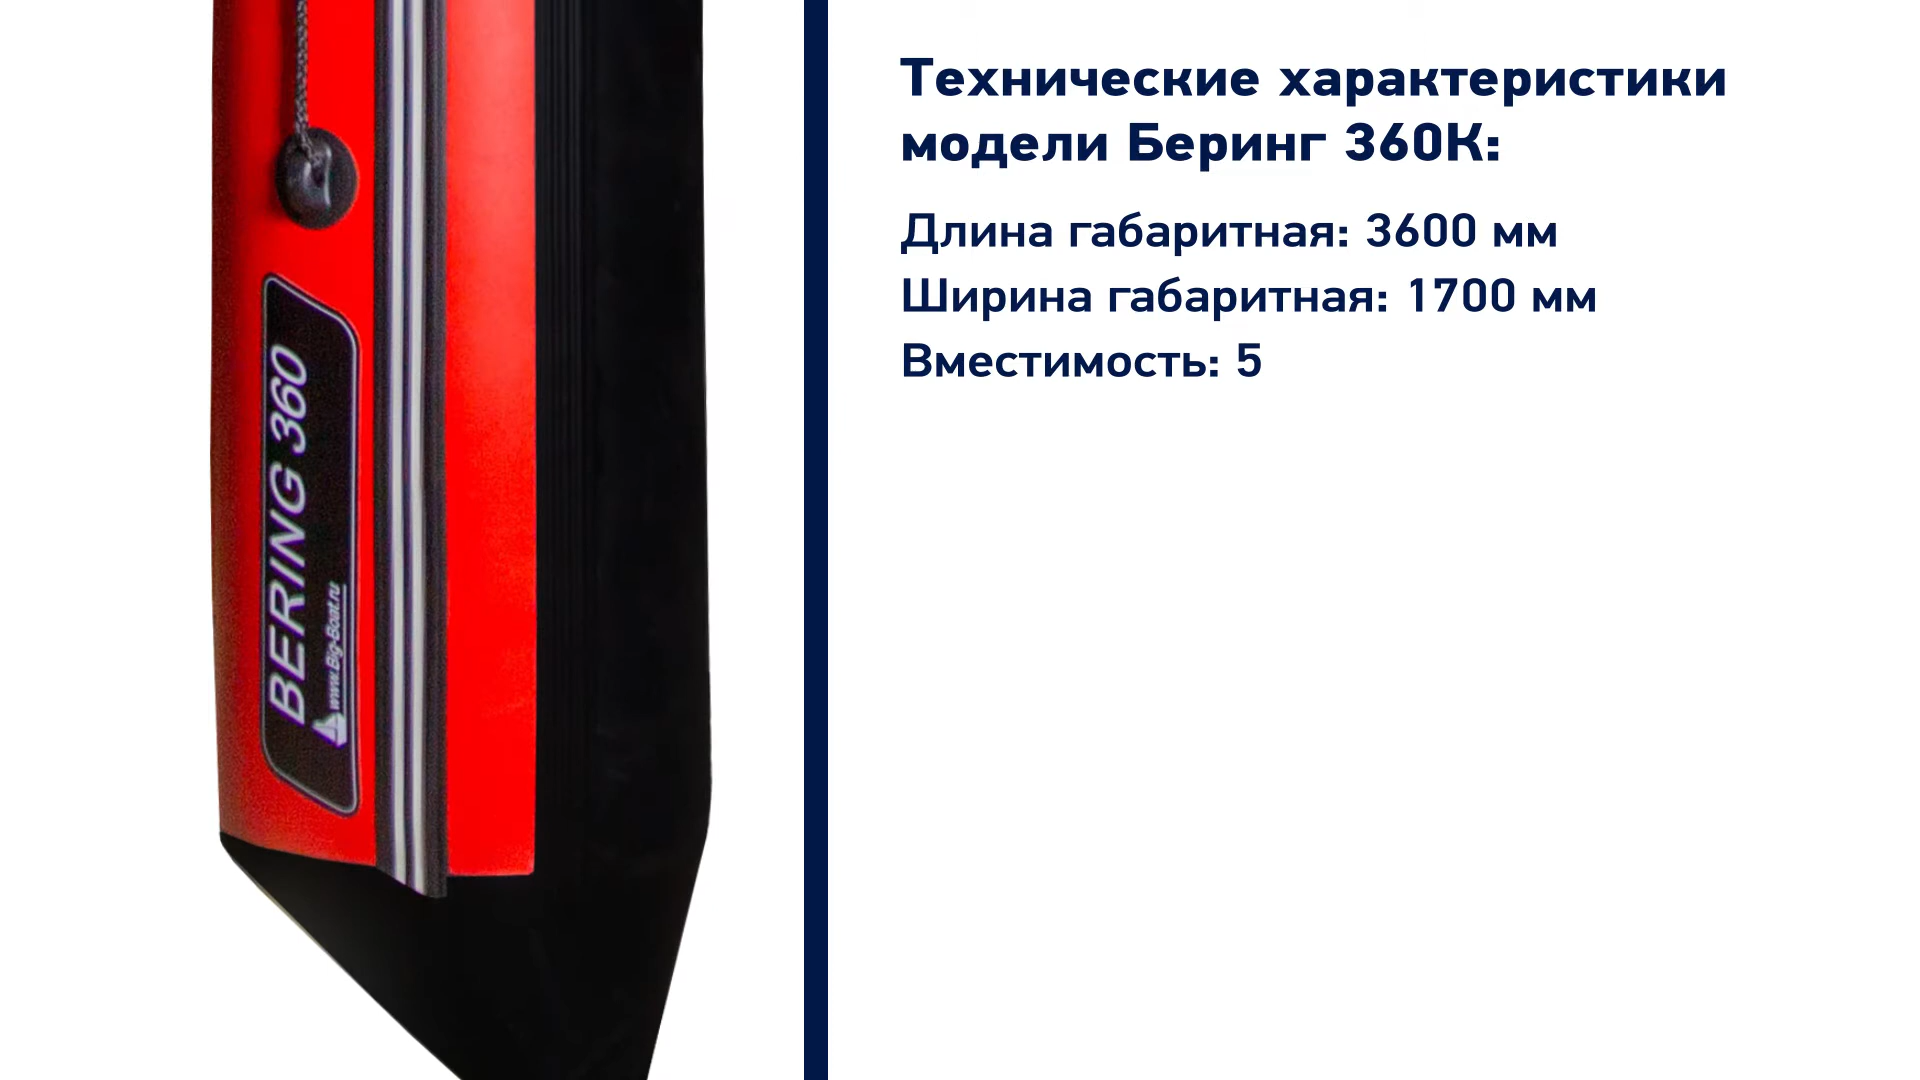 BERING 360
www.Big-Boat.ru
Технические характеристики
модели Беринг 360К:
Длина габаритная: 3600 мм
Ширина габаритная: 1700 мм
Вместимость: 5